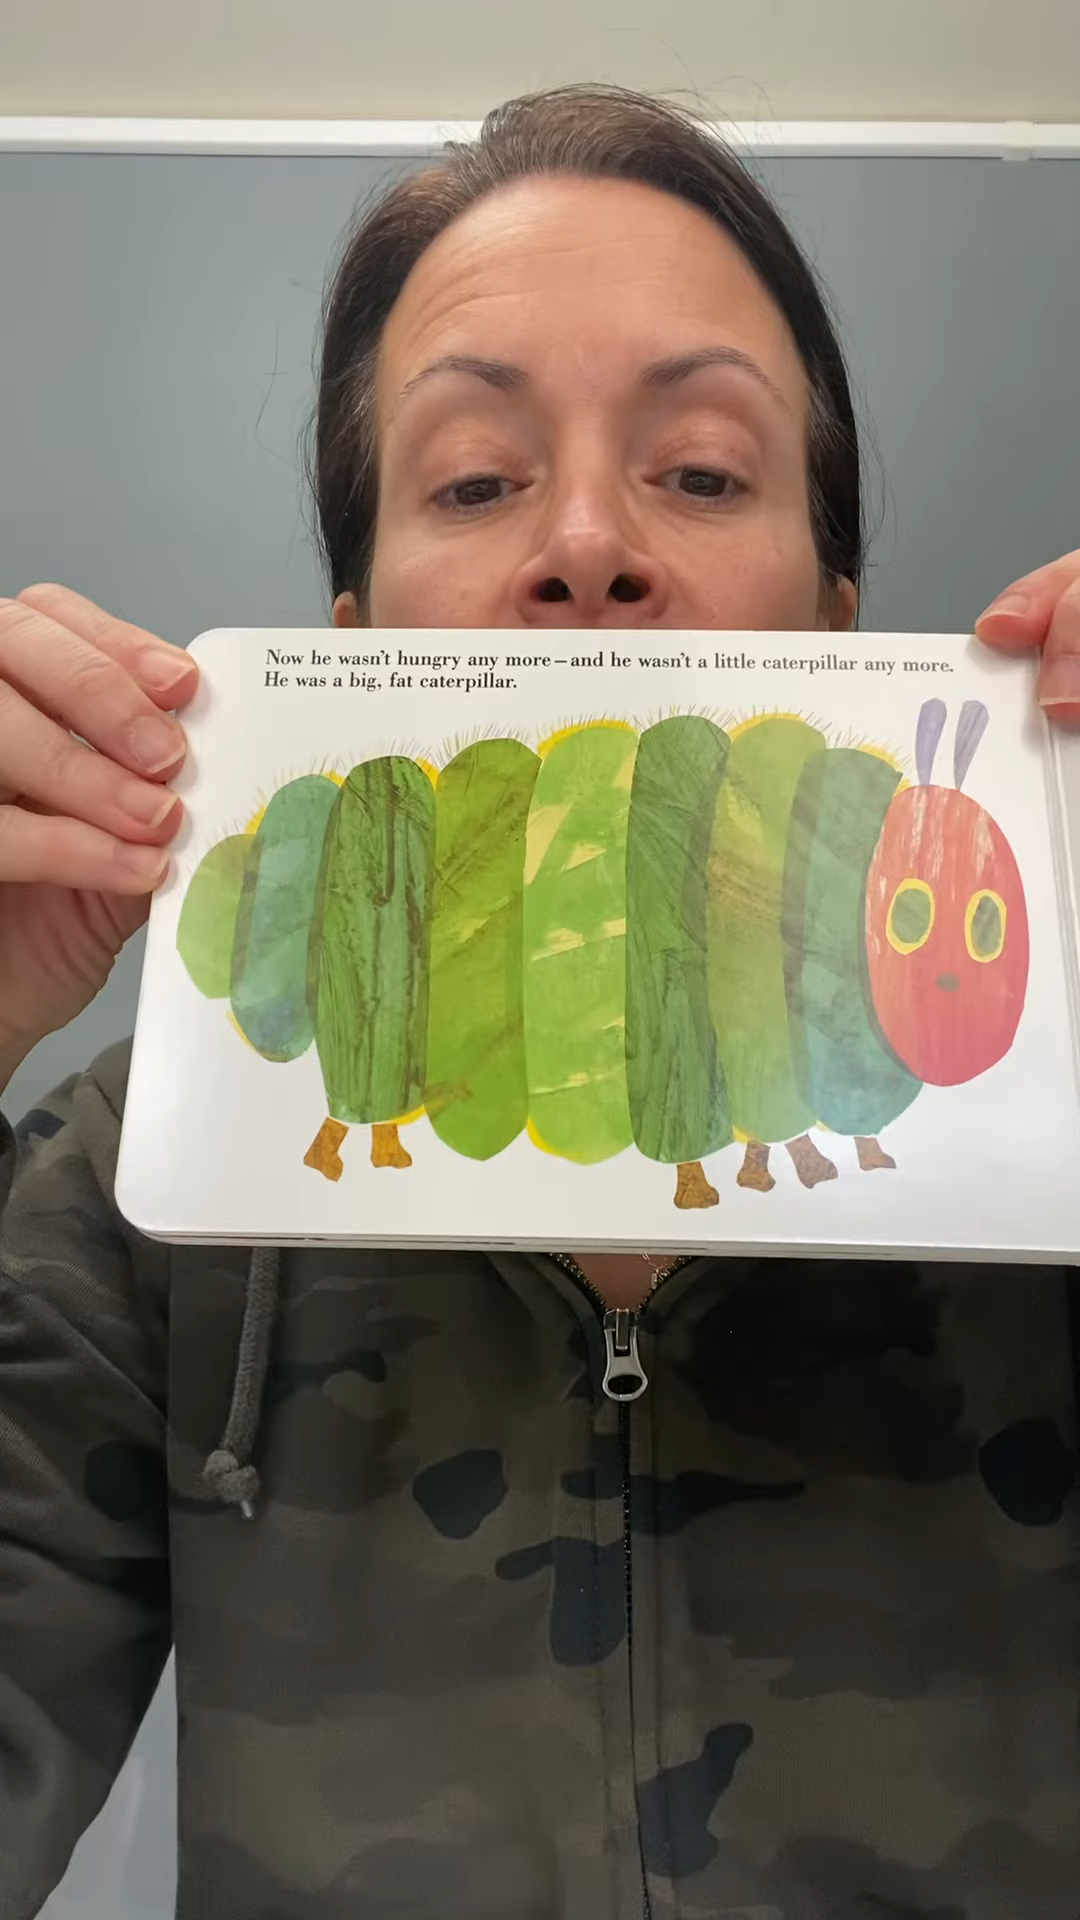 Now he wasn't hungry any more—and he wasn't a little caterpillar any more.
He was a big, fat caterpillar.